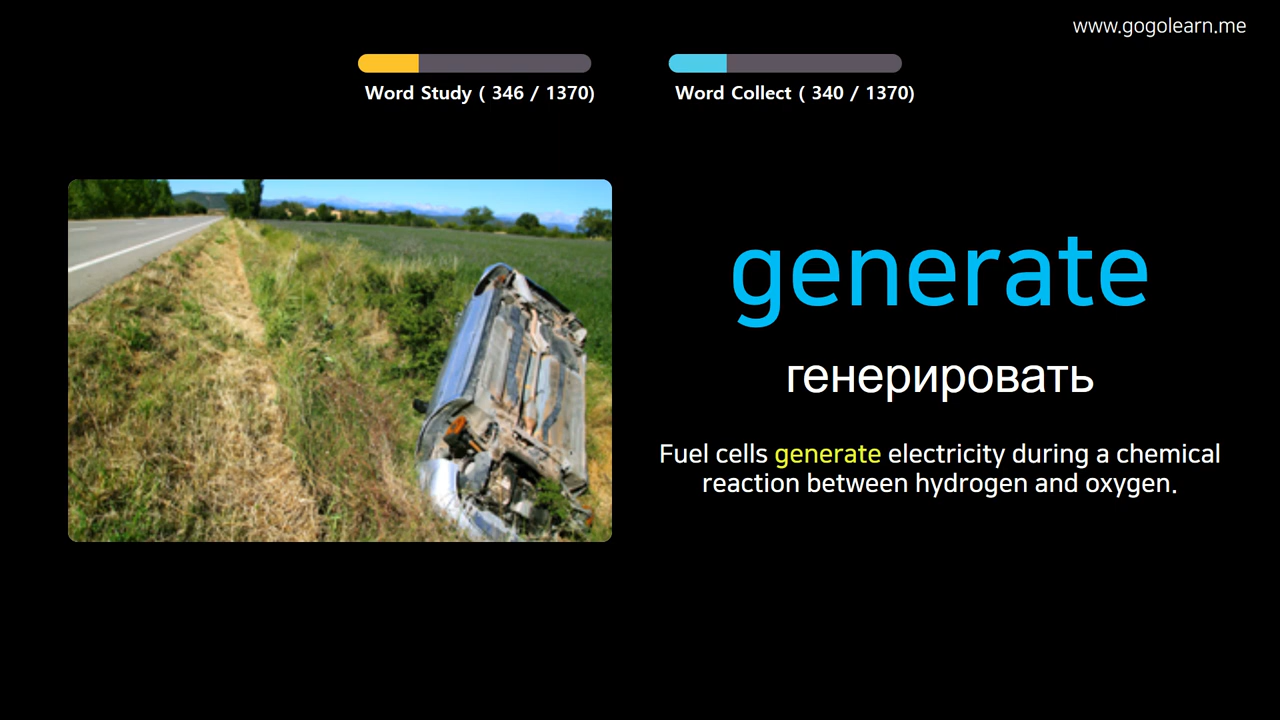 www.gogolearn.me
Word Study ( 346 / 1370)
Word Collect ( 340 / 1370)
generate
генерировать
Fuel cells generate electricity during a chemical
reaction between hydrogen and oxygen.